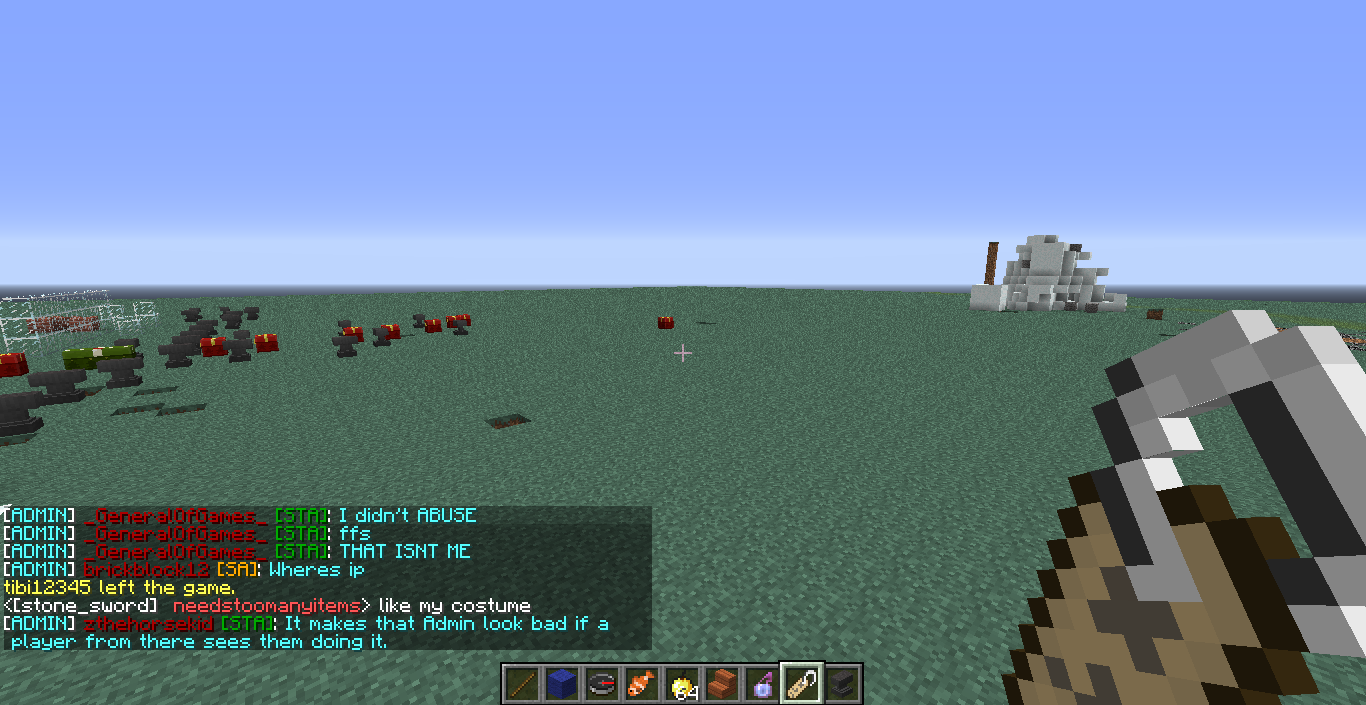 [ADMIN] _GeneralOfGames_ [STA]: I didn't ABUSE
[ADMIN] _GeneralOfGames_ [STA]: ffs
[ADMIN] _GeneralOfGames_ [STA]: THAT ISNT ME
[ADMIN] brickblock12 [SA]: Wheres ip
tibi12345 left the game.
<[stone_sword] needstoomanyitems> like my costume
[ADMIN] zthehorsekid [STA]: It makes that Admin look bad if a
player from there sees them doing it.
64